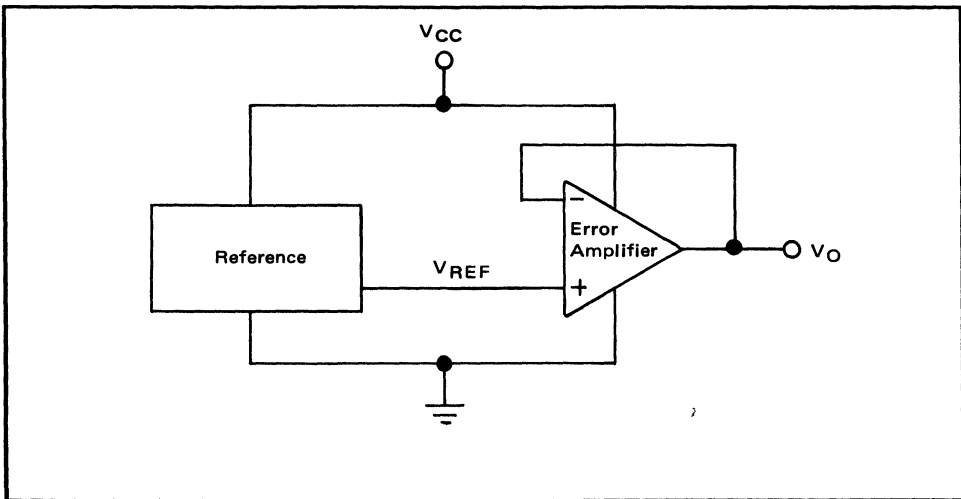 VCC
Reference
VREF
−
Error
Amplifier
+
VO